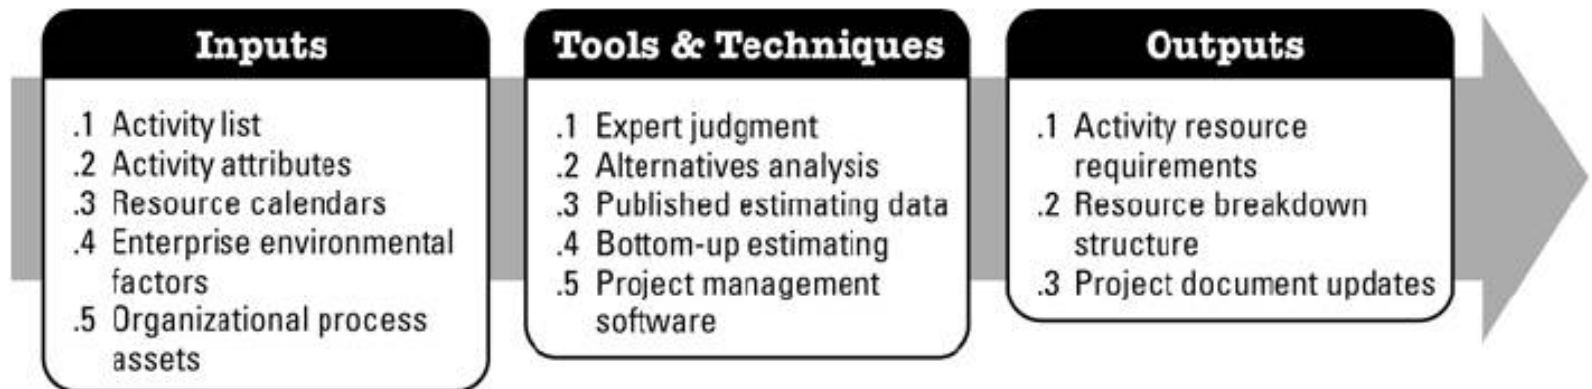 Inputs
.1 Activity list
.2 Activity attributes
.3 Resource calendars
.4 Enterprise environmental
factors
.5 Organizational process
assets
Tools & Techniques
.1 Expert judgment
.2 Alternatives analysis
.3 Published estimating data
.4 Bottom-up estimating
.5 Project management
software
Outputs
.1 Activity resource
requirements
.2 Resource breakdown
structure
.3 Project document updates